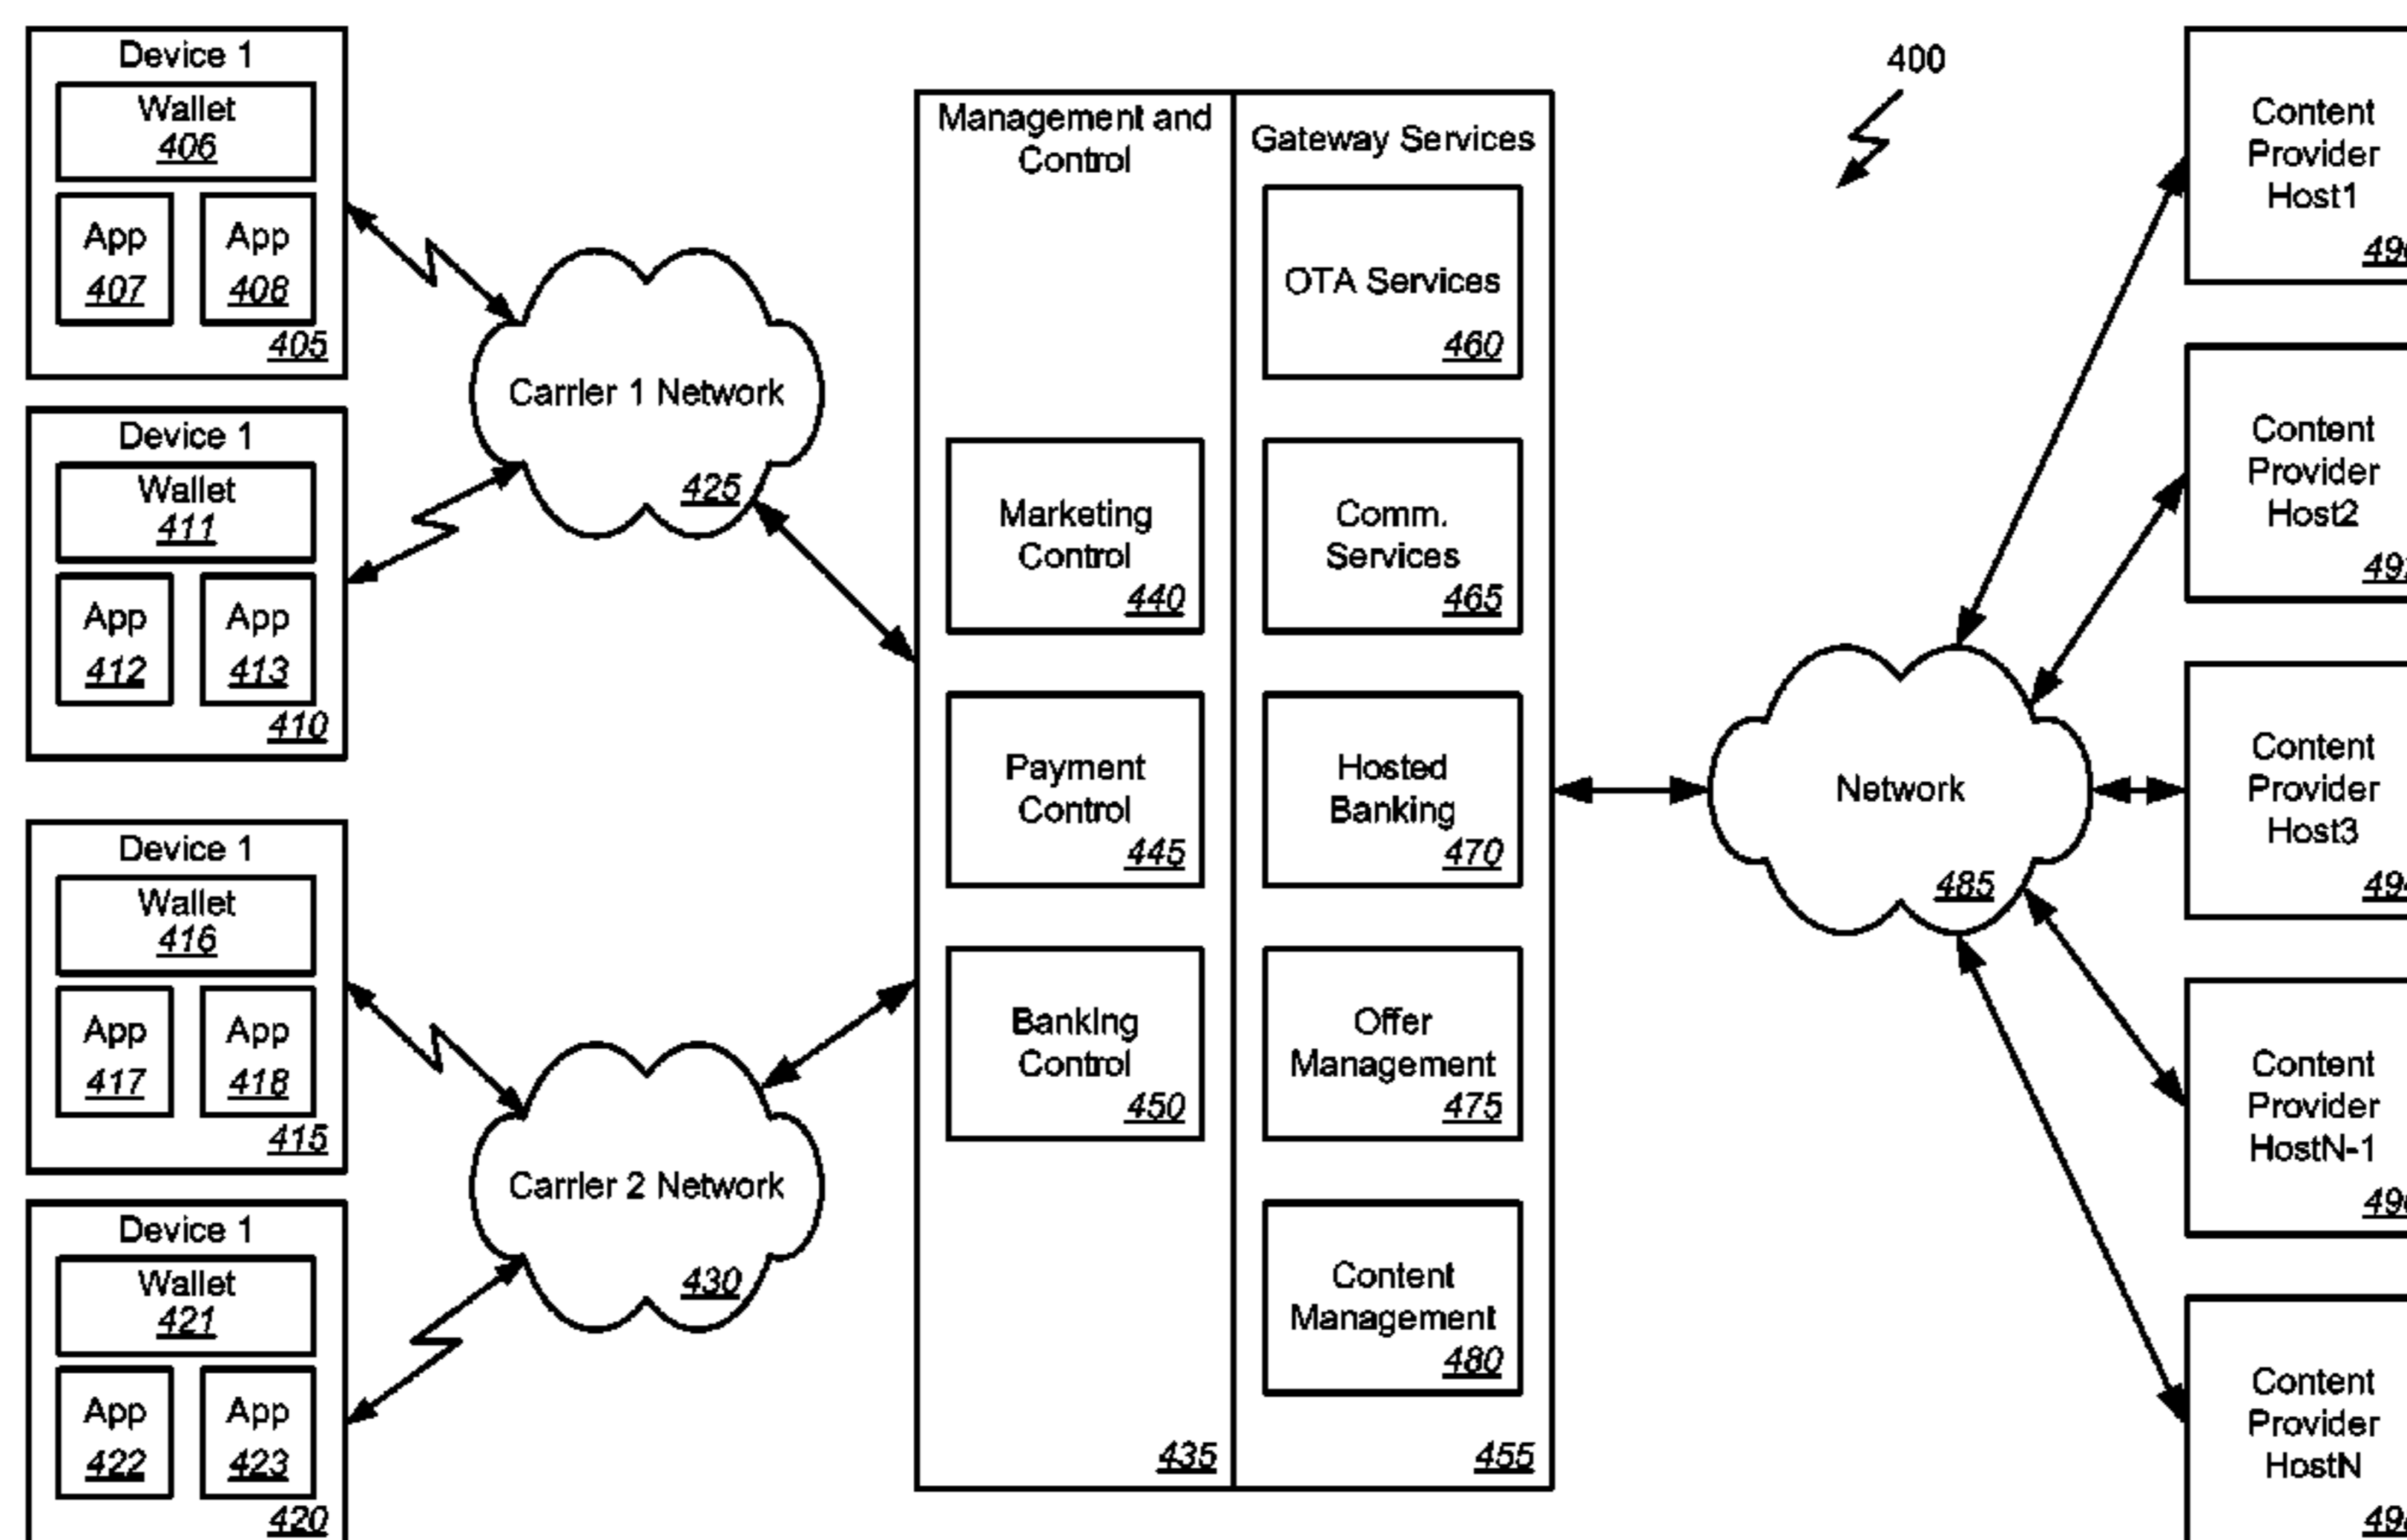 Device 1
Wallet
406
App
407
App
408
405
Device 1
Wallet
411
App
412
App
413
410
Device 1
Wallet
416
App
417
App
418
415
Device 1
Wallet
421
App
422
App
423
420
Carrier 1 Network
425
Carrier 2 Network
430
Management and
Control
Marketing
Control
440
Payment
Control
445
Banking
Control
450
435
Gateway Services
OTA Services
460
Comm.
Services
465
Hosted
Banking
470
Offer
Management
475
Content
Management
480
455
400
Network
485
Content
Provider
Host1
Content
Provider
Host2
Content
Provider
Host3
Content
Provider
HostN-1
Content
Provider
HostN